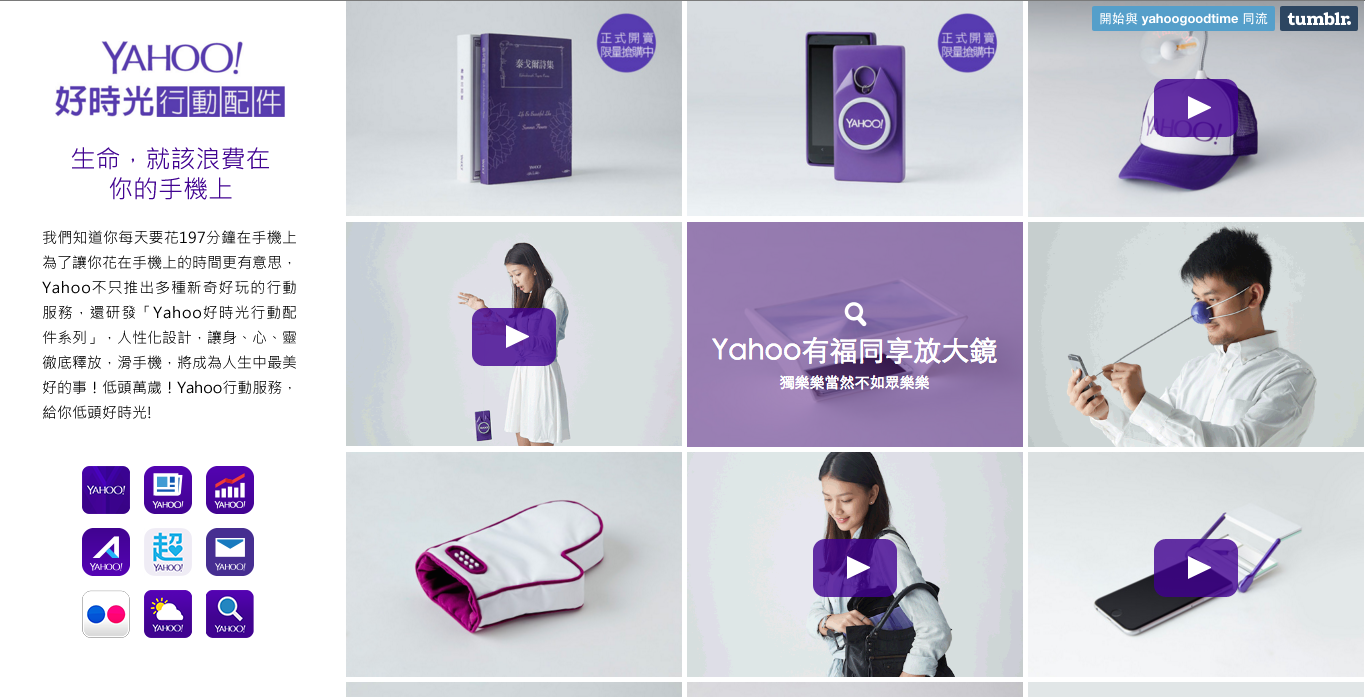 YAHOO!
好時光行動配件
生命，就該浪費在
你的手機上
我們知道你每天要花197分鐘在手機上
為了讓你花在手機上的時間更有意思，
Yahoo不只推出多種新奇好玩的行動
服務，還研發「Yahoo好時光行動配
件系列」，人性化設計，讓身、心、靈
徹底釋放，滑手機，將成為人生中最美
好的事！低頭萬歲！Yahoo行動服務，
給你低頭好時光!
YAHOO!
YAHOO!
YAHOO!
YAHOO!
超
YAHOO!
YAHOO!
YAHOO!
YAHOO!
正式開賣
限量搶購中
泰戈爾詩集
正式開賣
限量搶購中
YAHOO!
開始與 yahoogoodtime 同流
tumblr.
YAHOO!
Yahoo有福同享放大鏡
獨樂樂當然不如眾樂樂